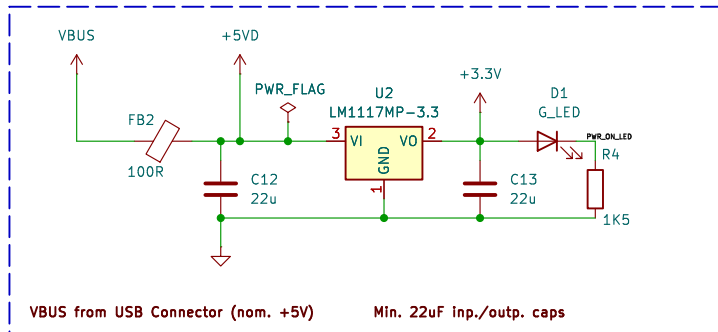 VBUS
+5VD
PWR_FLAG
U2
LM1117MP-3.3
+3.3V
D1
G_LED
PWR_ON_LED
FB2
100R
3
VI
VO
2
GND
1
R4
1K5
C12
22u
C13
22u
VBUS from USB Connector (nom. +5V)
Min. 22uF inp./outp. caps